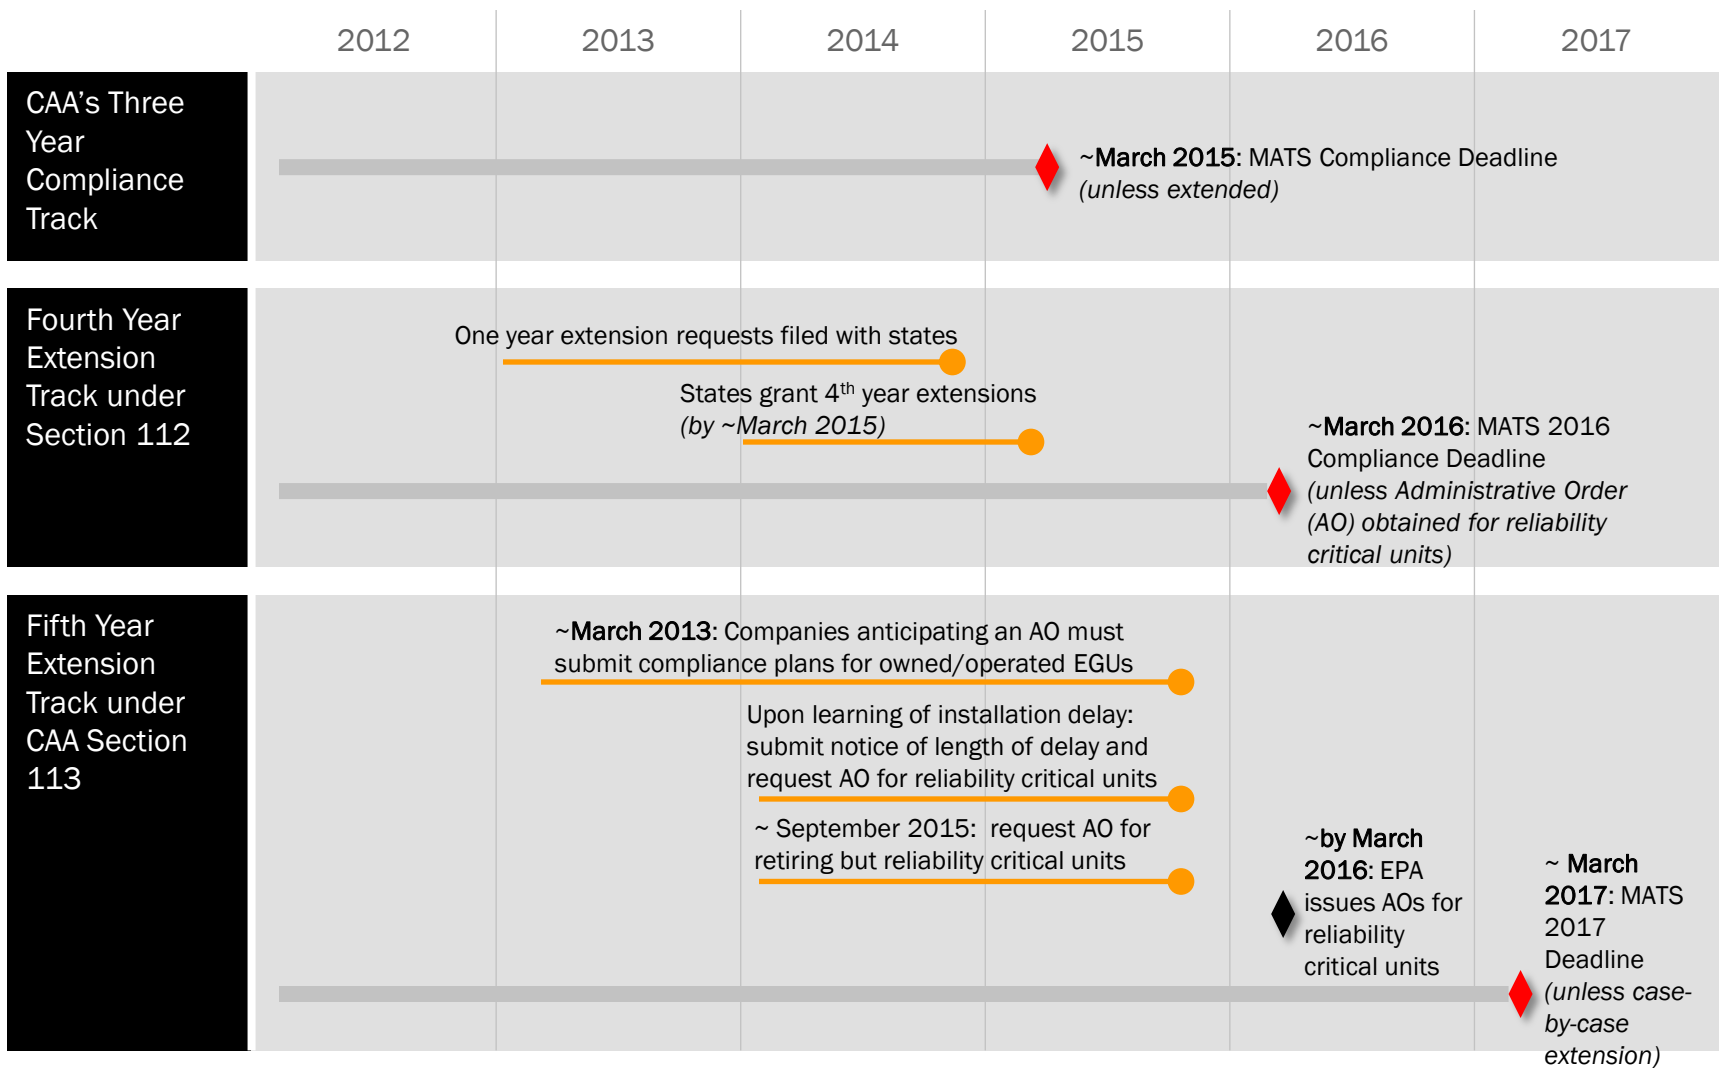 2012 2013 2014 2015 2016 2017
CAA's Three
Year
Compliance
Track
~March 2015: MATS Compliance Deadline
(unless extended)
Fourth Year
Extension
Track under
Section 112
One year extension requests filed with states
States grant 4th year extensions
(by ~March 2015)
~March 2016: MATS 2016
Compliance Deadline
(unless Administrative Order
(AO) obtained for reliability
critical units)
Fifth Year
Extension
Track under
CAA Section
113
~March 2013: Companies anticipating an AO must
submit compliance plans for owned/operated EGUs
Upon learning of installation delay:
submit notice of length of delay and
request AO for reliability critical units
~ September 2015:  request AO for
retiring but reliability critical units
~by March
2016: EPA
issues AOs for
reliability
critical units
~ March
2017: MATS
2017
Deadline
(unless case-
by-case
extension)